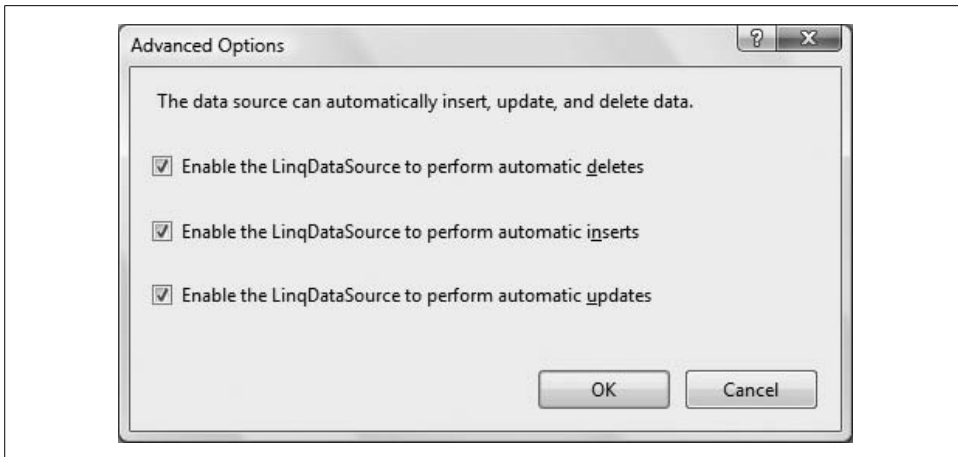 Advanced Options
The data source can automatically insert, update, and delete data.
Enable the LinqDataSource to perform automatic deletes
Enable the LinqDataSource to perform automatic inserts
Enable the LinqDataSource to perform automatic updates
OK
Cancel